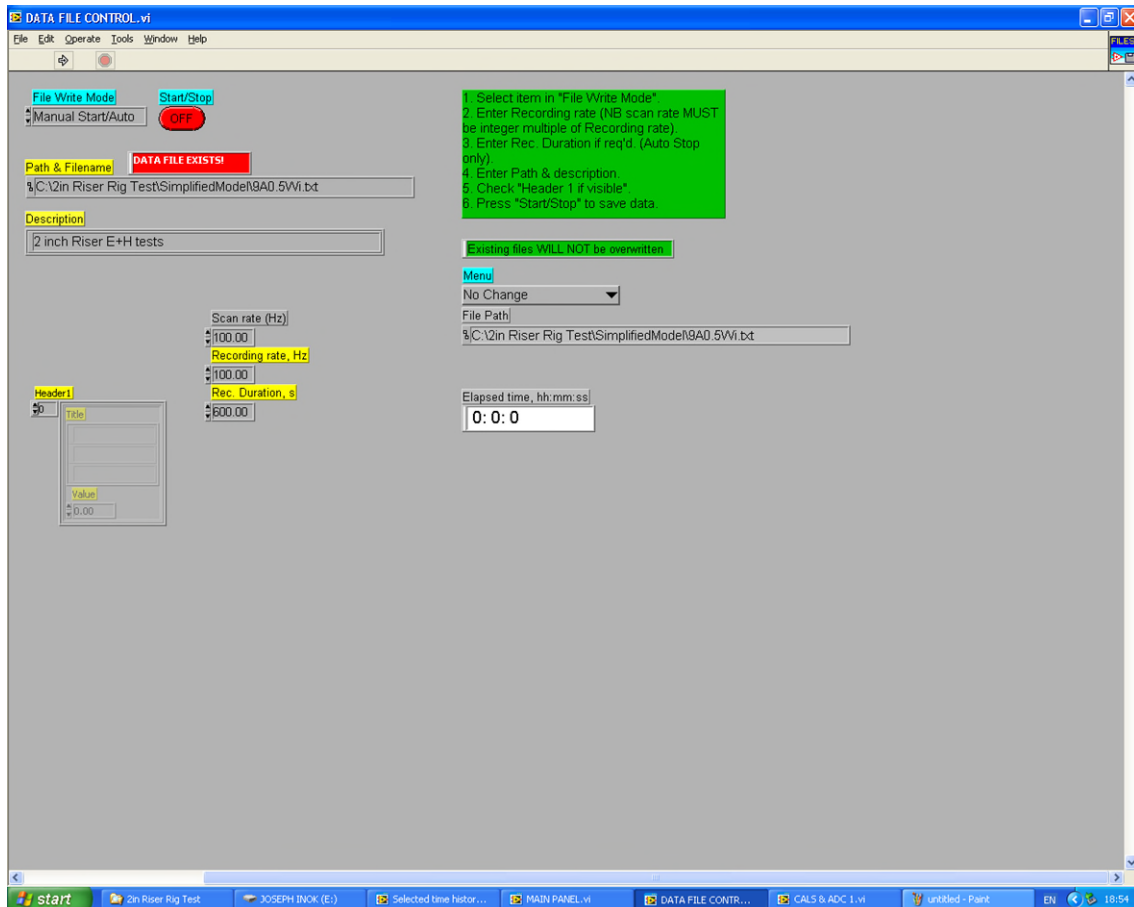 DATA FILE CONTROL.vi
File Edit Operate Tools Window Help
FILES
File Write Mode
Start/Stop
Manual Start/Auto
OFF
Path & Filename
DATA FILE EXISTS!
C:\2in Riser Rig Test\SimplifiedModel\9A0.5Wi.txt
Description
2 inch Riser E+H tests
1. Select item in "File Write Mode".
2. Enter Recording rate (NB scan rate MUST
be integer multiple of Recording rate).
3. Enter Rec. Duration if req'd. (Auto Stop
only).
4. Enter Path & description.
5. Check "Header 1 if visible".
6. Press "Start/Stop" to save data.
Existing files WILL NOT be overwritten
Menu
No Change
File Path
C:\2in Riser Rig Test\SimplifiedModel\9A0.5Wi.txt
Scan rate (Hz)
100.00
Recording rate, Hz
100.00
Rec. Duration, s
600.00
Header1
0
Title
Value
0.00
Elapsed time, hh:mm:ss
0: 0: 0
start
2in Riser Rig Test
JOSEPH INOK (E:)
Selected time histor...
MAIN PANEL.vi
DATA FILE CONTR...
CALS & ADC 1.vi
untitled - Paint
EN
18:54